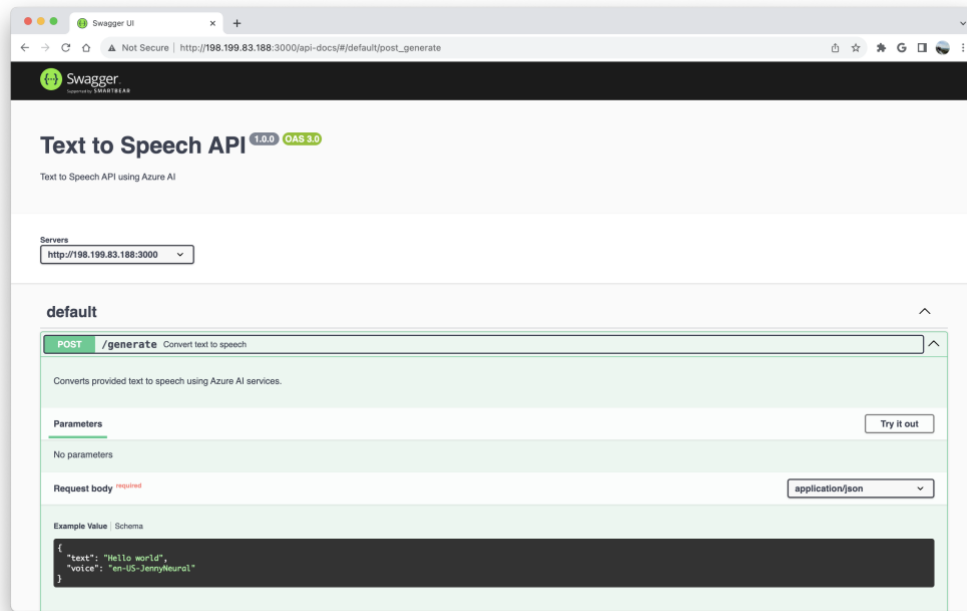 Swagger UI
Not Secure | http://198.199.83.188:3000/api-docs/#/default/post_generate
Swagger.
Supported by SMARTBEAR
Text to Speech API 1.0.0 OAS 3.0
Text to Speech API using Azure AI
Servers
http://198.199.83.188:3000
default
POST /generate Convert text to speech
Converts provided text to speech using Azure AI services.
Parameters Try it out
No parameters
Request body required application/json
Example Value | Schema
{
"text": "Hello world",
"voice": "en-US-JennyNeural"
}